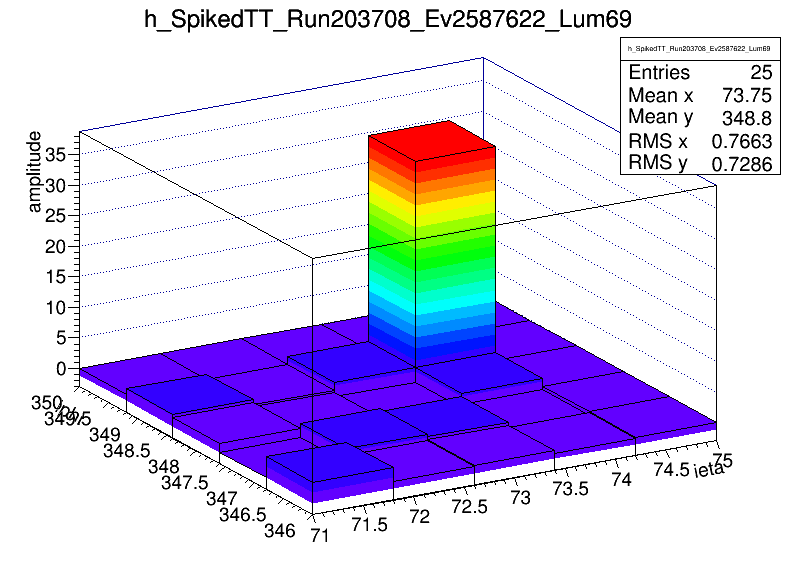 h_SpikedTT_Run203708_Ev2587622_Lum69
h_SpikedTT_Run203708_Ev2587622_Lum69
Entries 25
Mean x 73.75
Mean y 348.8
RMS x 0.7663
RMS y 0.7286
amplitude
35
30
25
20
15
10
5
0
350
349.5
349
348.5
348
347.5
347
346.5
346
71
71.5
72
72.5
73
73.5
74
74.5
75
ieta